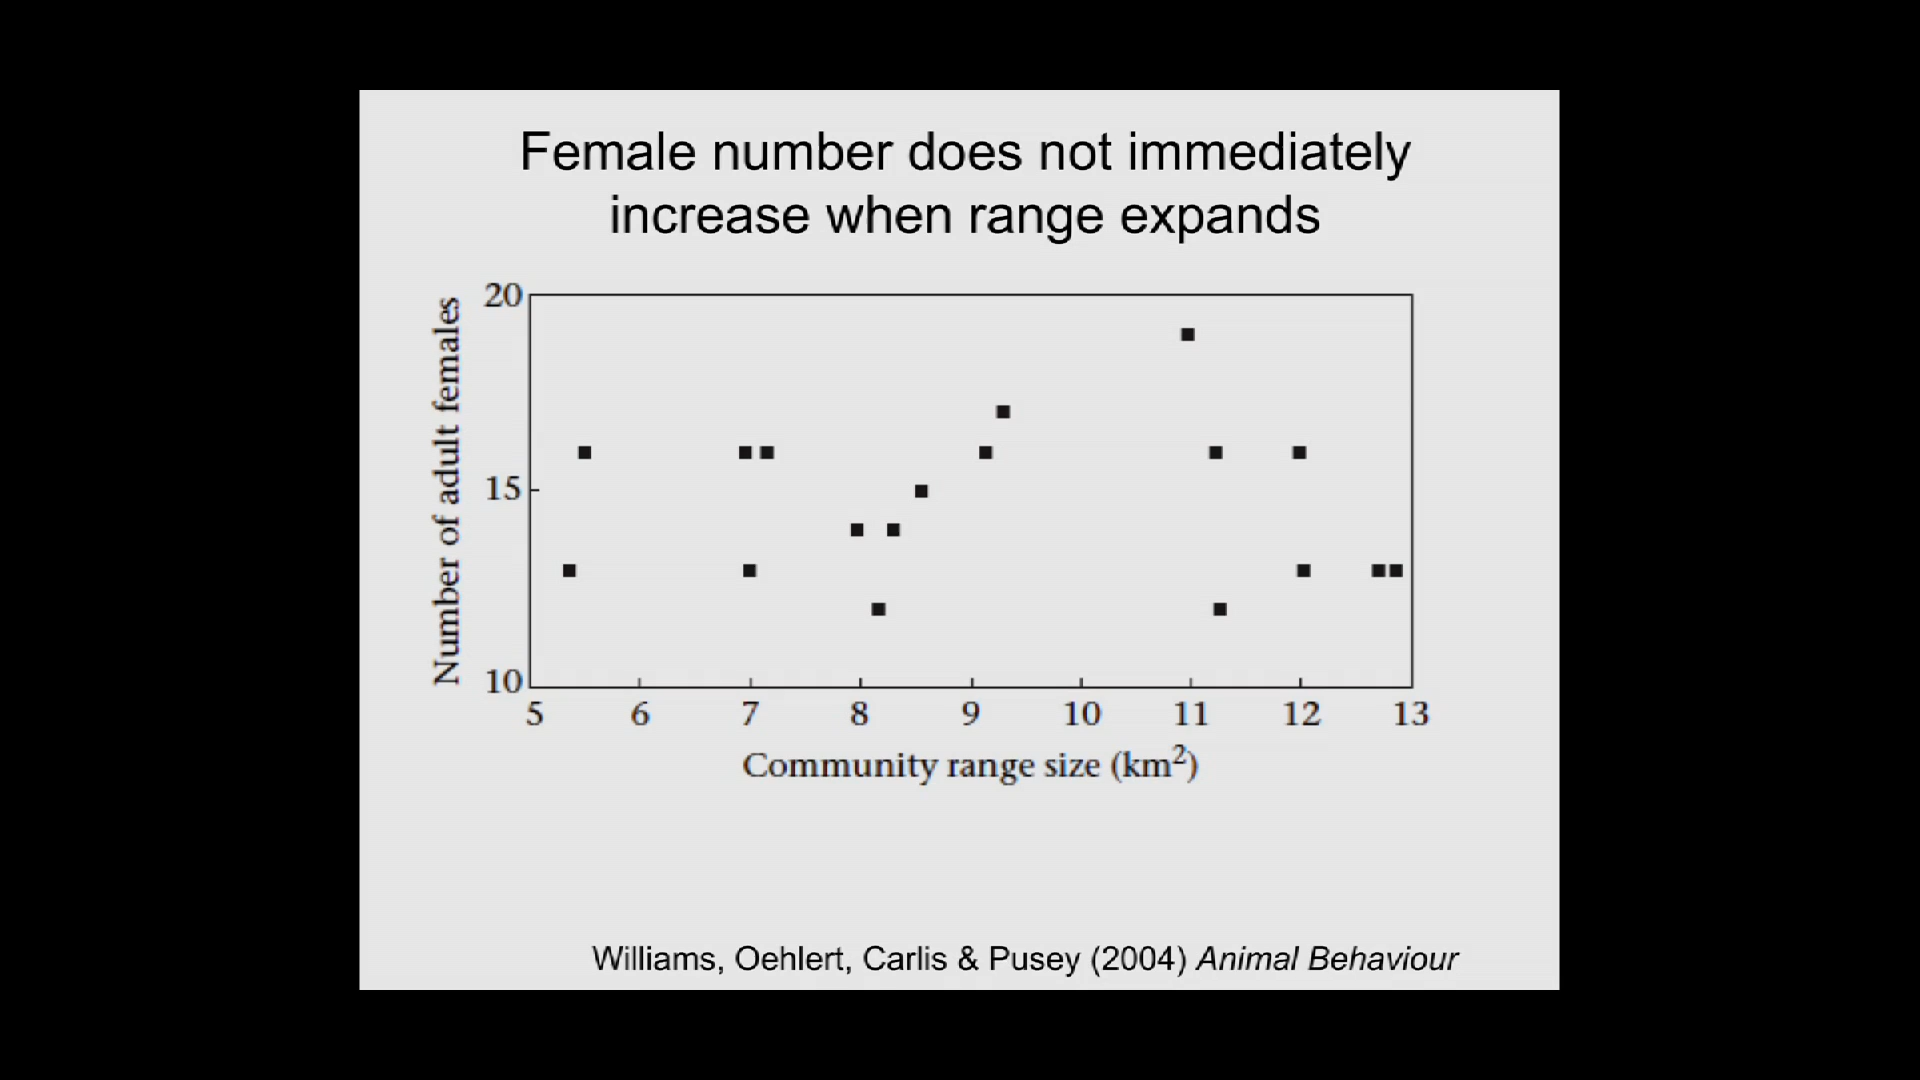 Female number does not immediately
increase when range expands
Number of adult females
20
15
10
5 6 7 8 9 10 11 12 13
Community range size (km²)
Williams, Oehlert, Carlis & Pusey (2004) Animal Behaviour